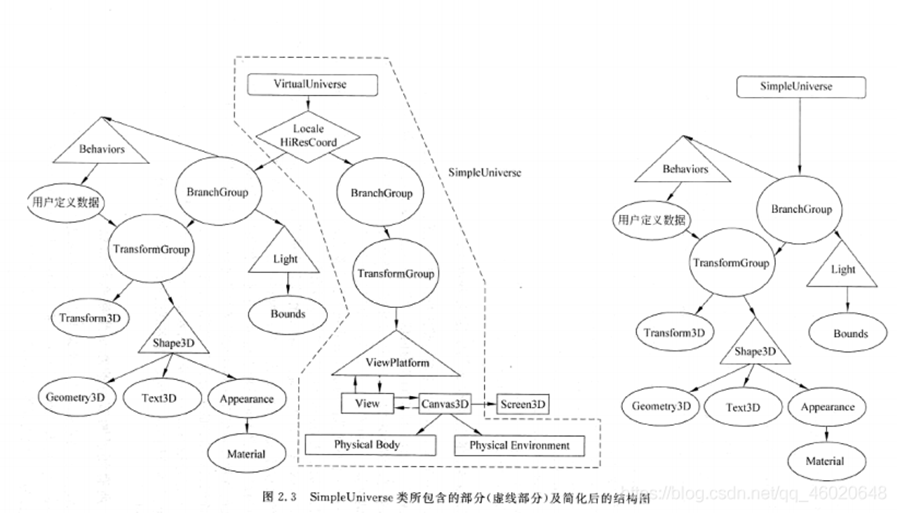 VirtualUniverse
Locale
HiResCoord
Behaviors
BranchGroup
BranchGroup
SimpleUniverse
用户定义数据
TransformGroup
Light
TransformGroup
Transform3D
Bounds
Shape3D
ViewPlatform
Geometry3D
Text3D
Appearance
View
Canvas3D
Screen3D
Material
Physical Body
Physical Environment
SimpleUniverse
Behaviors
BranchGroup
用户定义数据
TransformGroup
Light
Transform3D
Bounds
Shape3D
Geometry3D
Text3D
Appearance
Material
图 2.3 SimpleUniverse 类所包含的部分(虚线部分)及简化后的结构图
https://blog.csdn.net/qq_46020648